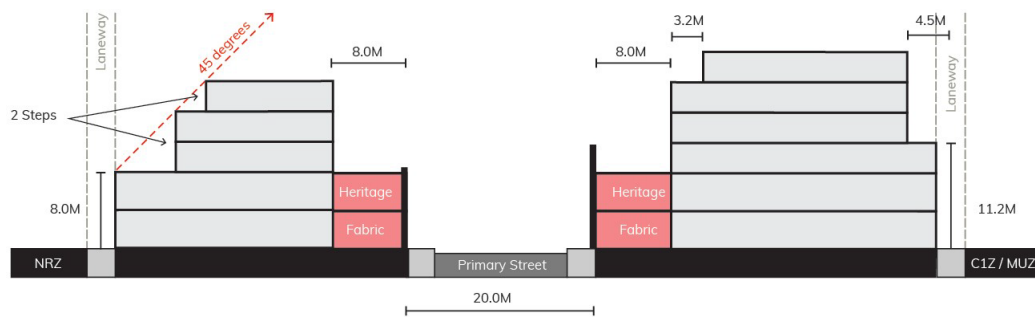 Laneway
45 degrees
8.0M
2 Steps
8.0M
Heritage
Fabric
NRZ
Primary Street
20.0M
3.2M
8.0M
4.5M
Laneway
Heritage
Fabric
11.2M
C1Z / MUZ